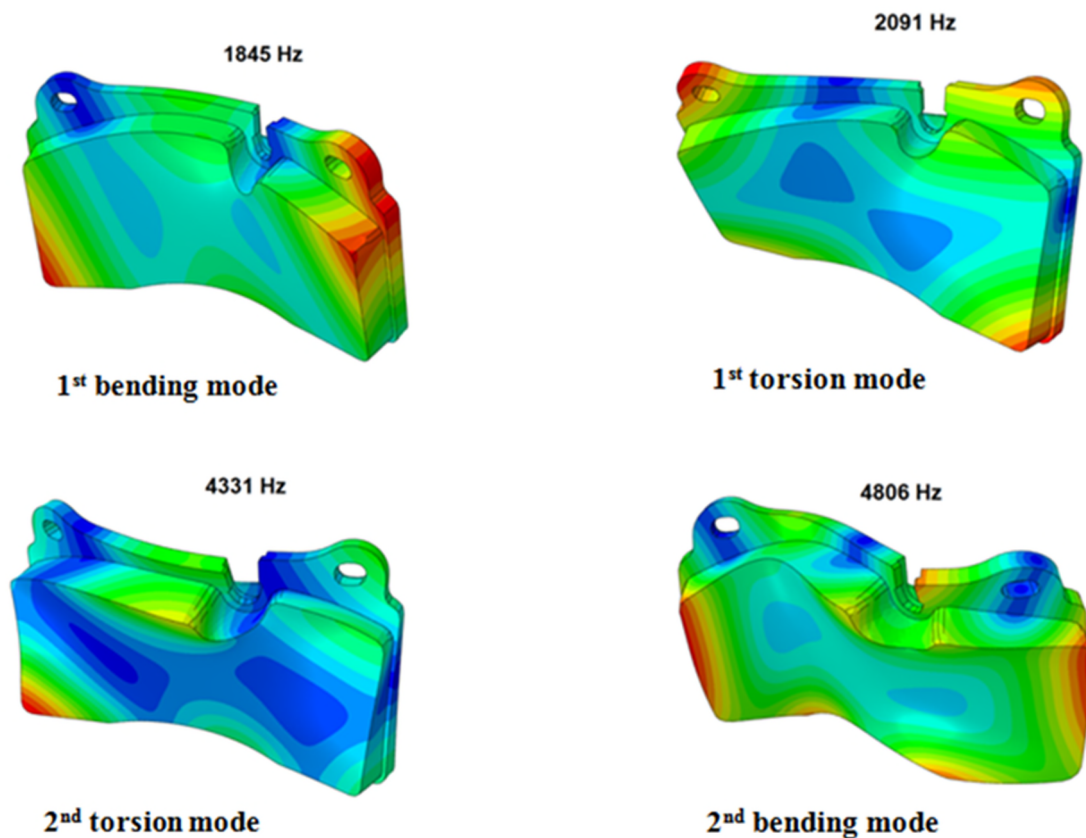 1845 Hz
2091 Hz
1st bending mode
1st torsion mode
4331 Hz
4806 Hz
2nd torsion mode
2nd bending mode